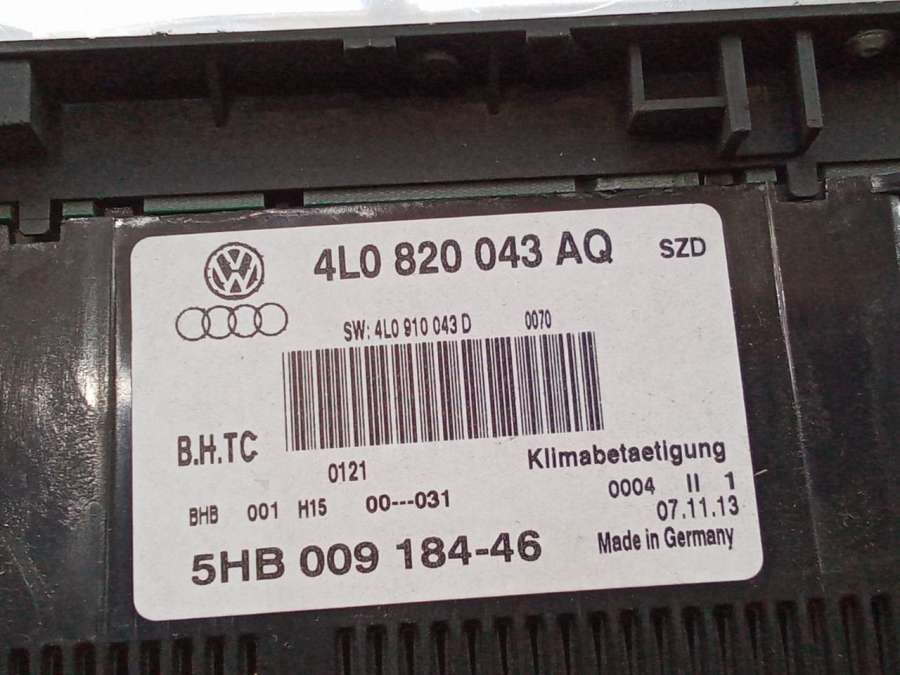 4L0 820 043 AQ SZD
SW: 4L0 910 043 D 0070
B.H.TC
0121
Klimabetaetigung
BHB 001 H15 00---031
0004 II 1
07.11.13
5HB 009 184-46
Made in Germany